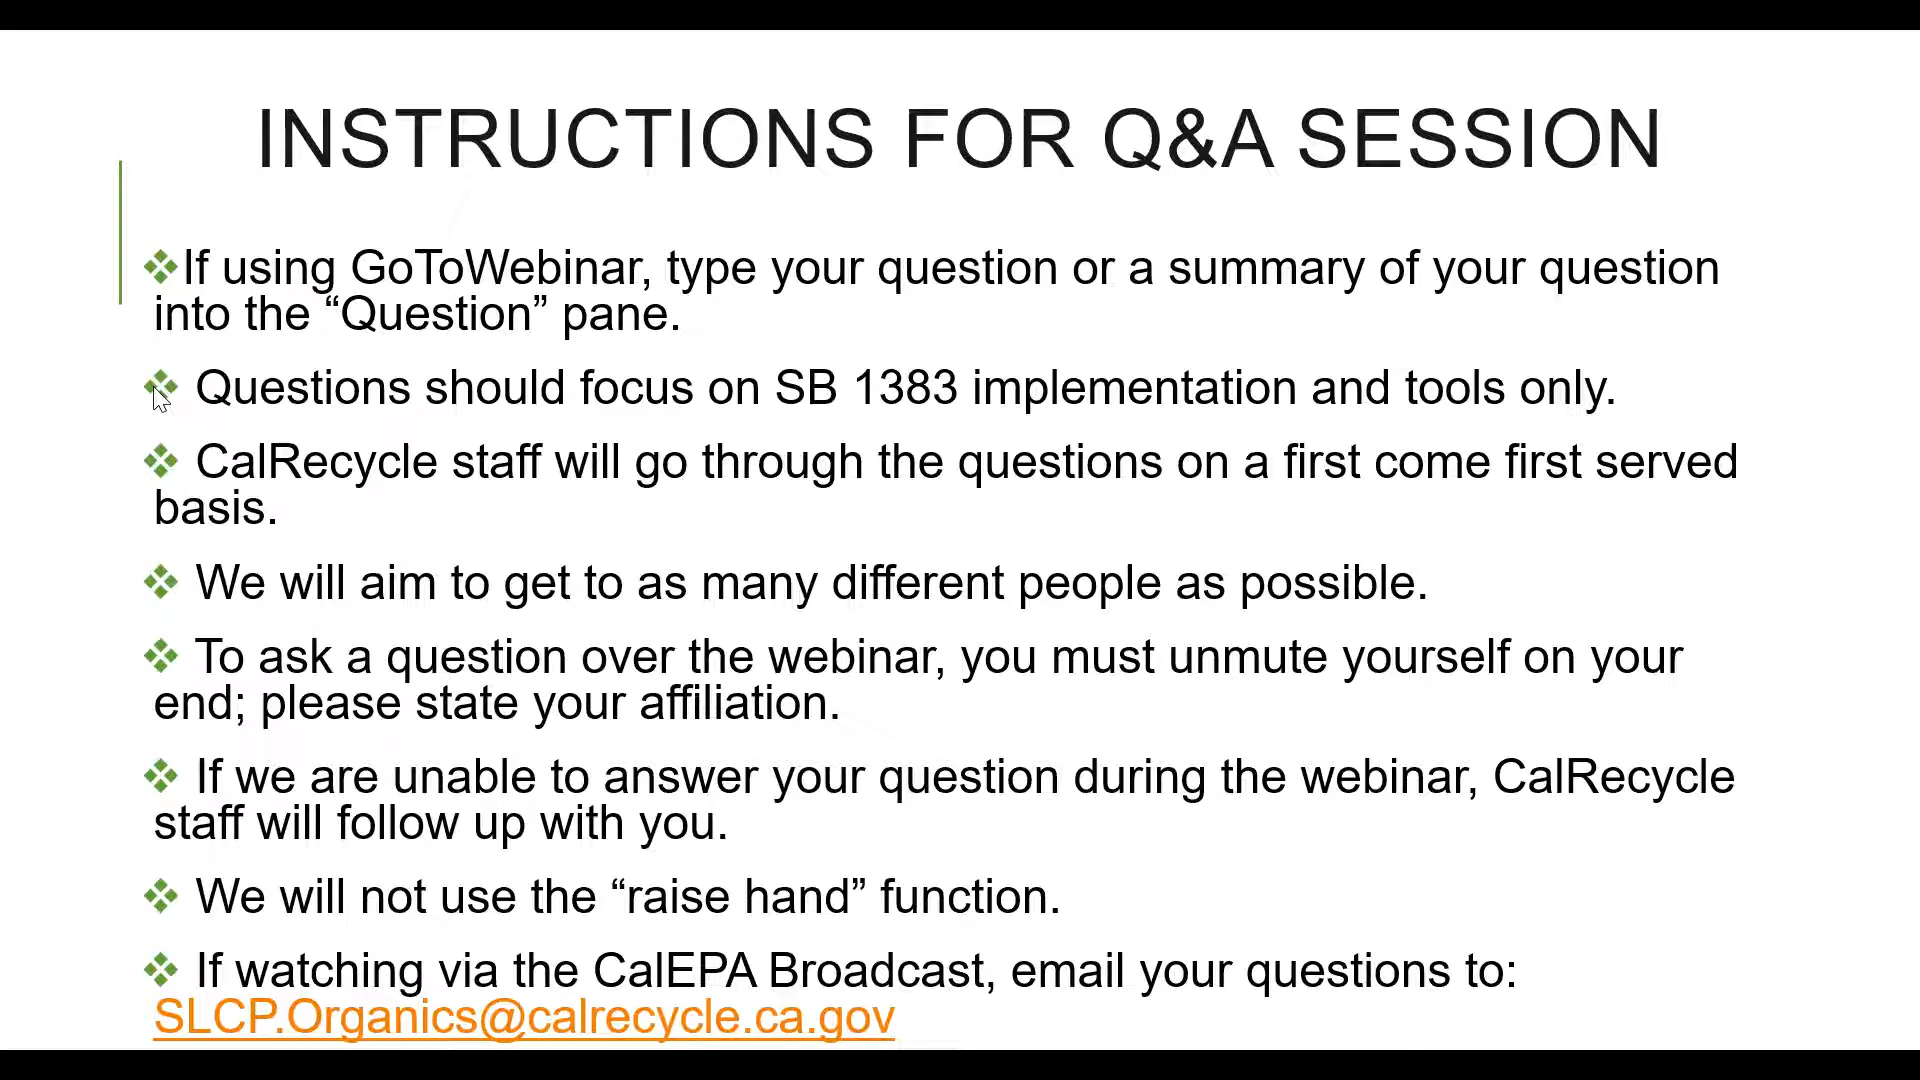 INSTRUCTIONS FOR Q&A SESSION
❖If using GoToWebinar, type your question or a summary of your question
into the “Question” pane.
❖ Questions should focus on SB 1383 implementation and tools only.
❖ CalRecycle staff will go through the questions on a first come first served
basis.
❖ We will aim to get to as many different people as possible.
❖ To ask a question over the webinar, you must unmute yourself on your
end; please state your affiliation.
❖ If we are unable to answer your question during the webinar, CalRecycle
staff will follow up with you.
❖ We will not use the “raise hand” function.
❖ If watching via the CalEPA Broadcast, email your questions to:
SLCP.Organics@calrecycle.ca.gov